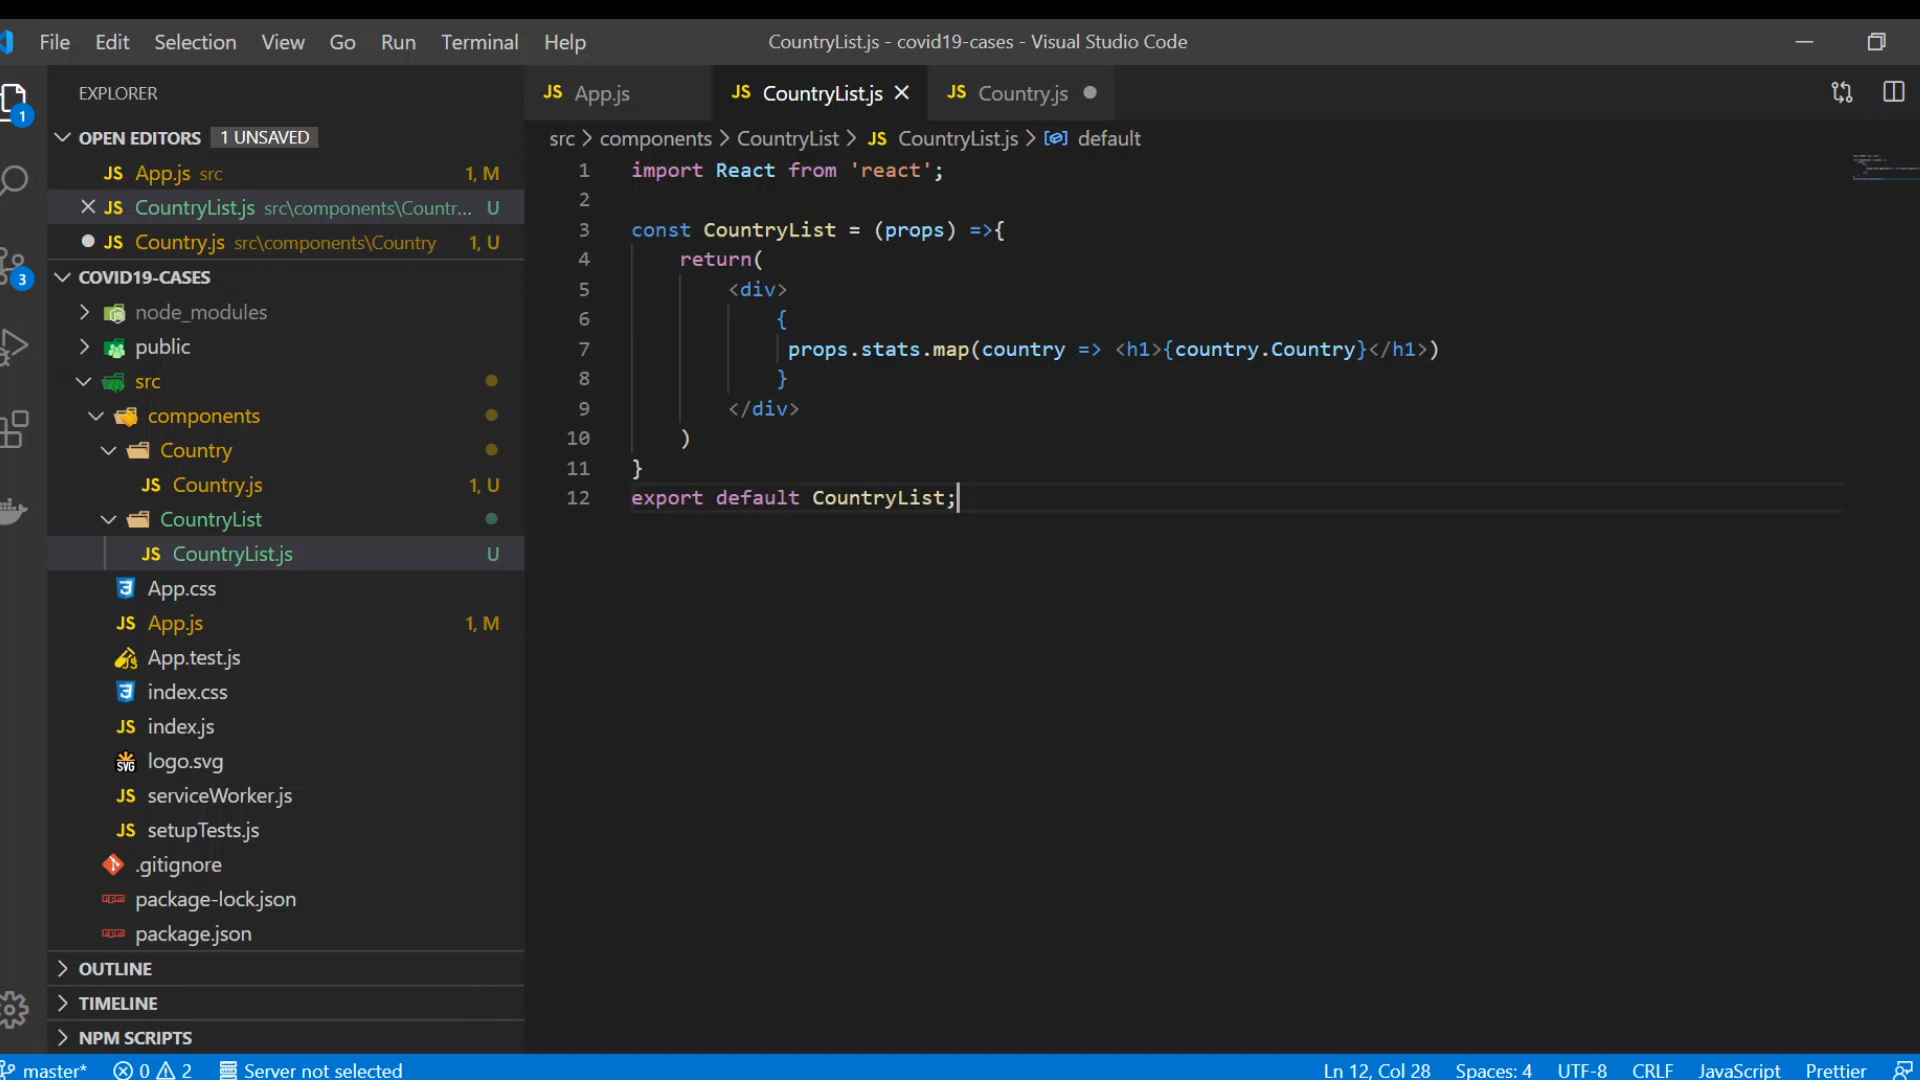 File Edit Selection View Go Run Terminal Help
CountryList.js - covid19-cases - Visual Studio Code
EXPLORER
1
OPEN EDITORS 1 UNSAVED
JS App.js src 1, M
JS CountryList.js src\components\Countr... U
JS Country.js src\components\Country 1, U
3
COVID19-CASES
node_modules
public
src
components
Country
JS Country.js 1, U
CountryList
JS CountryList.js U
App.css
JS App.js 1, M
App.test.js
index.css
JS index.js
SVG logo.svg
JS serviceWorker.js
JS setupTests.js
.gitignore
package-lock.json
package.json
OUTLINE
TIMELINE
NPM SCRIPTS
JS App.js JS CountryList.js JS Country.js
src > components > CountryList > JS CountryList.js > default
1 import React from 'react';
2
3 const CountryList = (props) =>{
4 return(
5 <div>
6 {
7 props.stats.map(country => <h1>{country.Country}</h1>)
8 }
9 </div>
10 )
11 }
12 export default CountryList;
master* 0 2 Server not selected Ln 12, Col 28 Spaces: 4 UTF-8 CRLF JavaScript Prettier